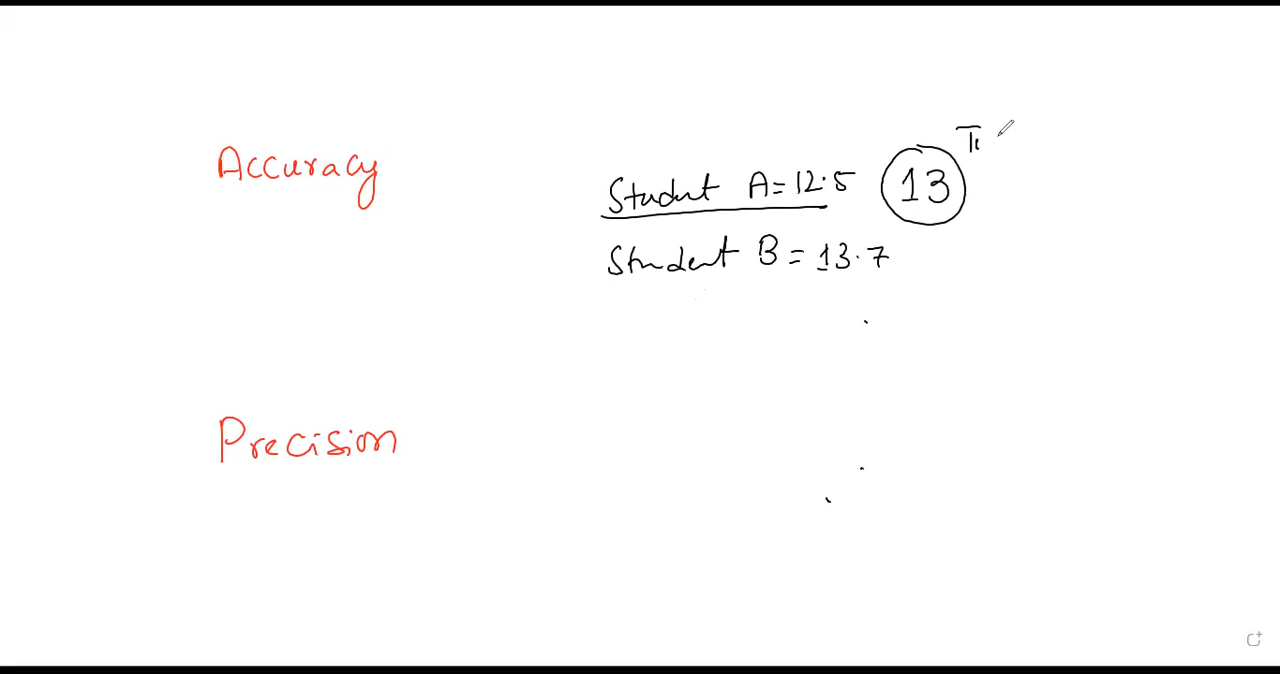 Accuracy
Student A = 12.5 13
Student B = 13.7
Precision